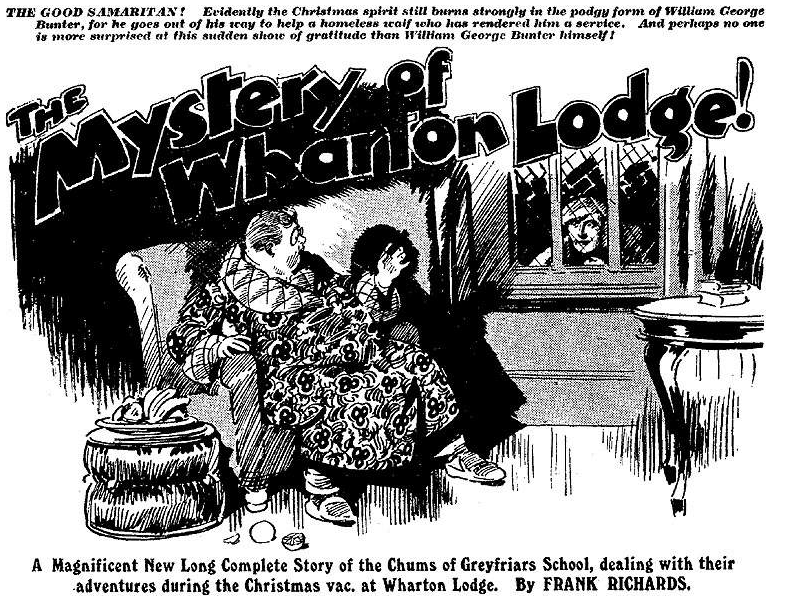 THE GOOD SAMARITAN! Evidently the Christmas spirit still burns strongly in the podgy form of William George
Bunter, for he goes out of his way to help a homeless waif who has rendered him a service. And perhaps no one
is more surprised at this sudden show of gratitude than William George Bunter himself!
THE
Mystery of
Wharton Lodge!
A Magnificent New Long Complete Story of the Chums of Greyfriars School, dealing with their
adventures during the Christmas vac. at Wharton Lodge. By FRANK RICHARDS.